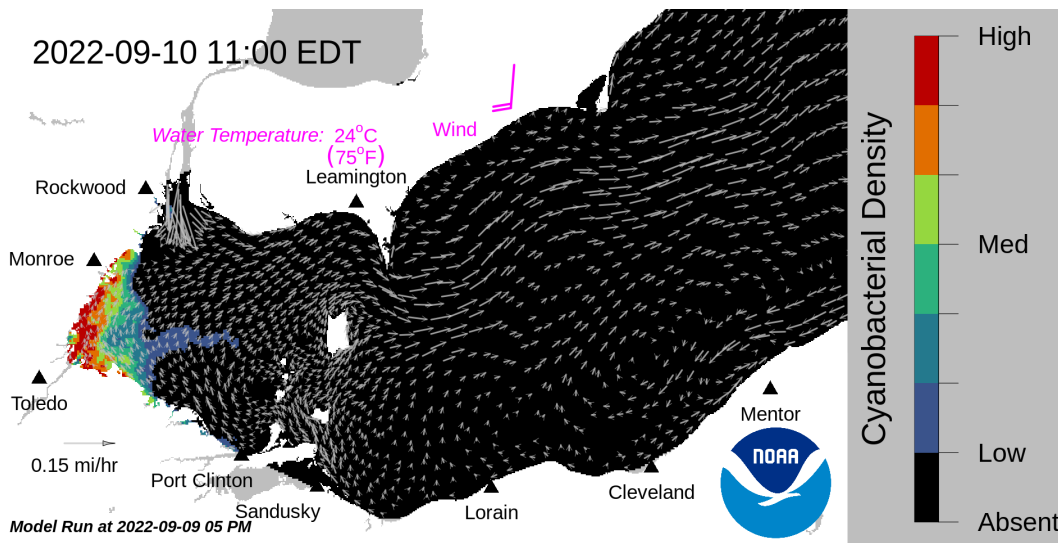 2022-09-10 11:00 EDT
Water Temperature: 24°C
(75°F)
Wind
Leamington
Rockwood
Monroe
Toledo
0.15 mi/hr
Port Clinton
Sandusky
Lorain
Cleveland
Mentor
NOAA
Model Run at 2022-09-09 05 PM
Cyanobacterial Density
High
Med
Low
Absent